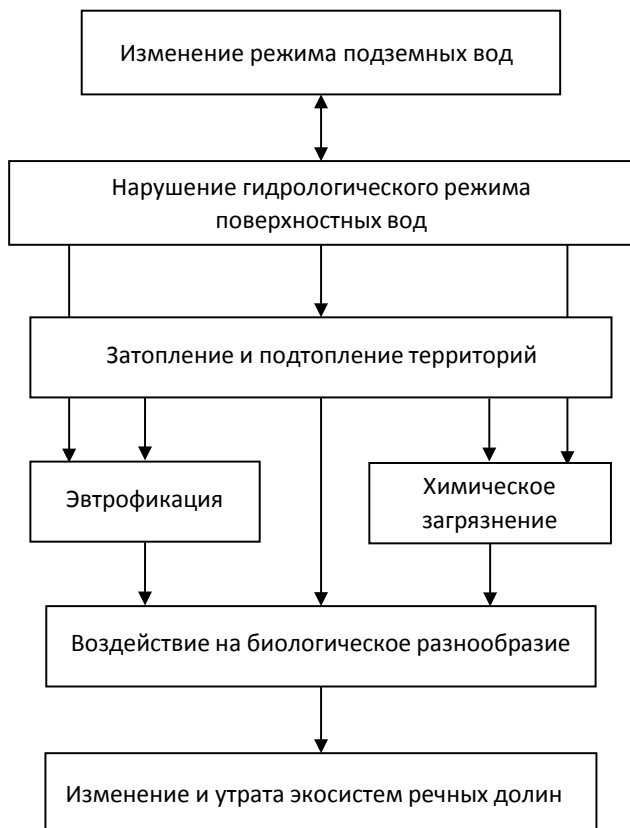 Изменение режима подземных вод
Нарушение гидрологического режима
поверхностных вод
Затопление и подтопление территорий
Эвтрофикация
Химическое
загрязнение
Воздействие на биологическое разнообразие
Изменение и утрата экосистем речных долин